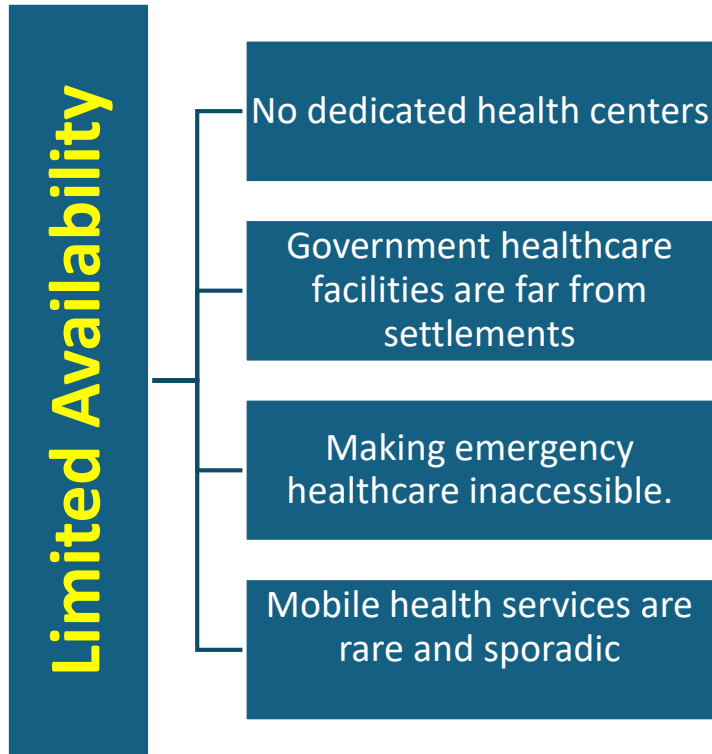 Limited Availability
No dedicated health centers
Government healthcare
facilities are far from
settlements
Making emergency
healthcare inaccessible.
Mobile health services are
rare and sporadic